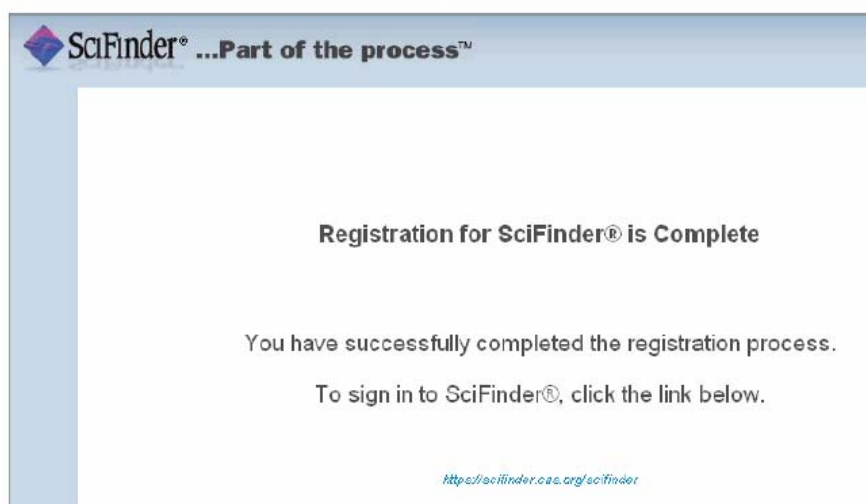 SciFinder® ...Part of the process™
Registration for SciFinder® is Complete
You have successfully completed the registration process.
To sign in to SciFinder®, click the link below.
https://scifinder.cas.org/scifinder